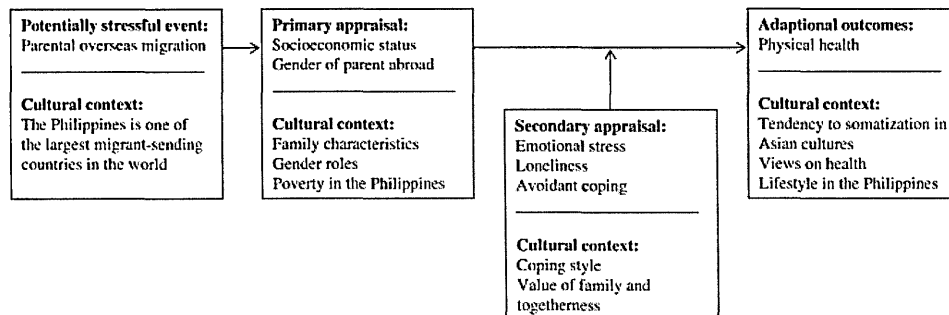 Potentially stressful event:
Parental overseas migration
Cultural context:
The Philippines is one of
the largest migrant-sending
countries in the world
Primary appraisal:
Socioeconomic status
Gender of parent abroad
Cultural context:
Family characteristics
Gender roles
Poverty in the Philippines
Secondary appraisal:
Emotional stress
Loneliness
Avoidant coping
Cultural context:
Coping style
Value of family and
togetherness
Adaptional outcomes:
Physical health
Cultural context:
Tendency to somatization in
Asian cultures
Views on health
Lifestyle in the Philippines